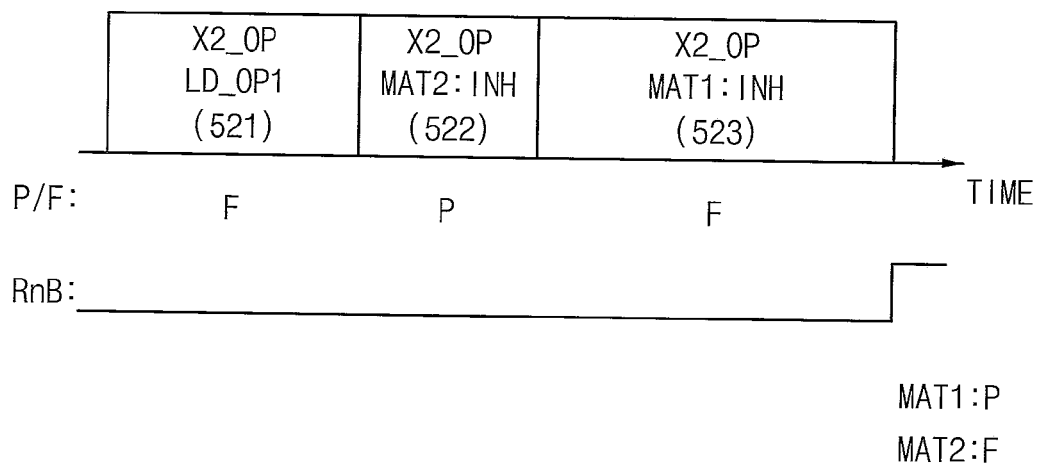 X2_OP
LD_OP1
(521)
X2_OP
MAT2:INH
(522)
X2_OP
MAT1:INH
(523)
TIME
P/F: F P F
RnB:
MAT1:P
MAT2:F